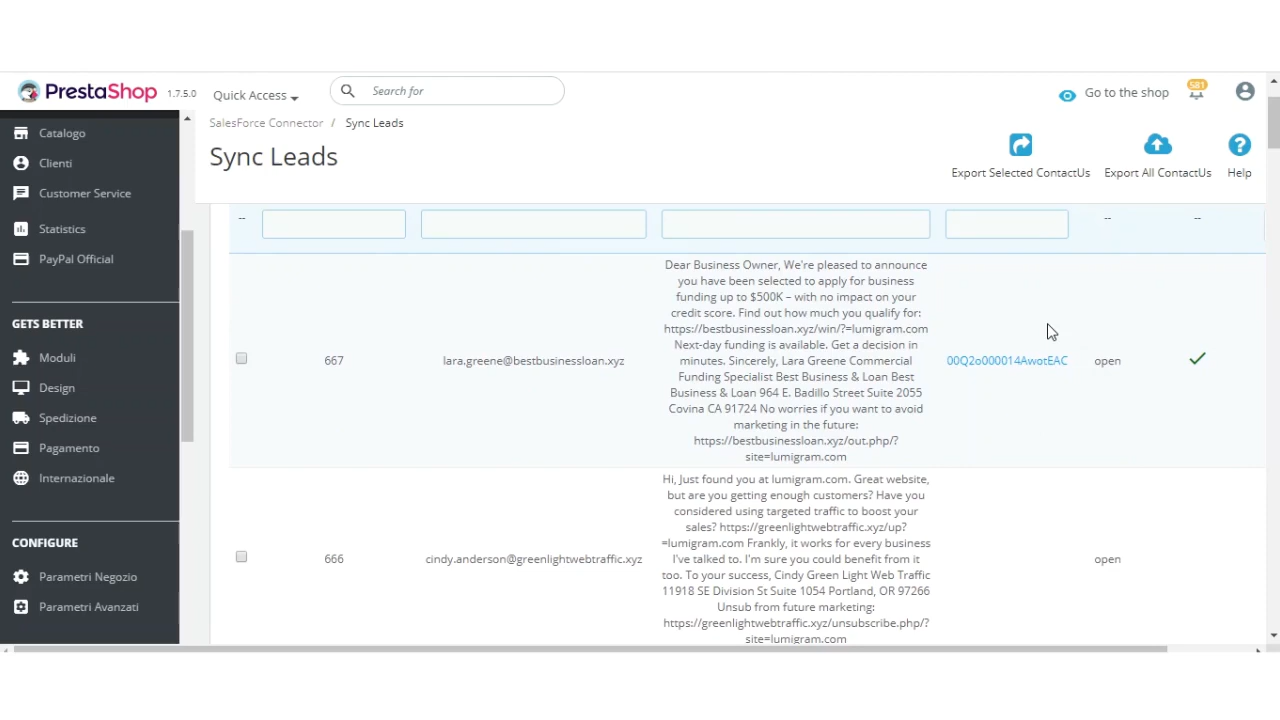 PrestaShop 1.7.5.0 Quick Access Search for Go to the shop 581
Catalogo
Clienti
Customer Service
Statistics
PayPal Official
GETS BETTER
Moduli
Design
Spedizione
Pagamento
Internazionale
CONFIGURE
Parametri Negozio
Parametri Avanzati
SalesForce Connector / Sync Leads
Sync Leads
Export Selected ContactUs Export All ContactUs Help
-- -- --
667
lara.greene@bestbusinessloan.xyz
Dear Business Owner, We're pleased to announce
you have been selected to apply for business
funding up to $500K – with no impact on your
credit score. Find out how much you qualify for:
https://bestbusinessloan.xyz/win/?=lumigram.com
Next-day funding is available. Get a decision in
minutes. Sincerely, Lara Greene Commercial
Funding Specialist Best Business & Loan Best
Business & Loan 964 E. Badillo Street Suite 2055
Covina CA 91724 No worries if you want to avoid
marketing in the future:
https://bestbusinessloan.xyz/out.php/?
site=lumigram.com
00Q2o000014AwotEAC
open
666
cindy.anderson@greenlightwebtraffic.xyz
Hi, Just found you at lumigram.com. Great website,
but are you getting enough customers? Have you
considered using targeted traffic to boost your
sales? https://greenlightwebtraffic.xyz/up?
=lumigram.com Frankly, it works for every business
I've talked to. I'm sure you could benefit from it
too. To your success, Cindy Green Light Web Traffic
11918 SE Division St Suite 1054 Portland, OR 97266
Unsub from future marketing:
https://greenlightwebtraffic.xyz/unsubscribe.php/?
site=lumigram.com
open